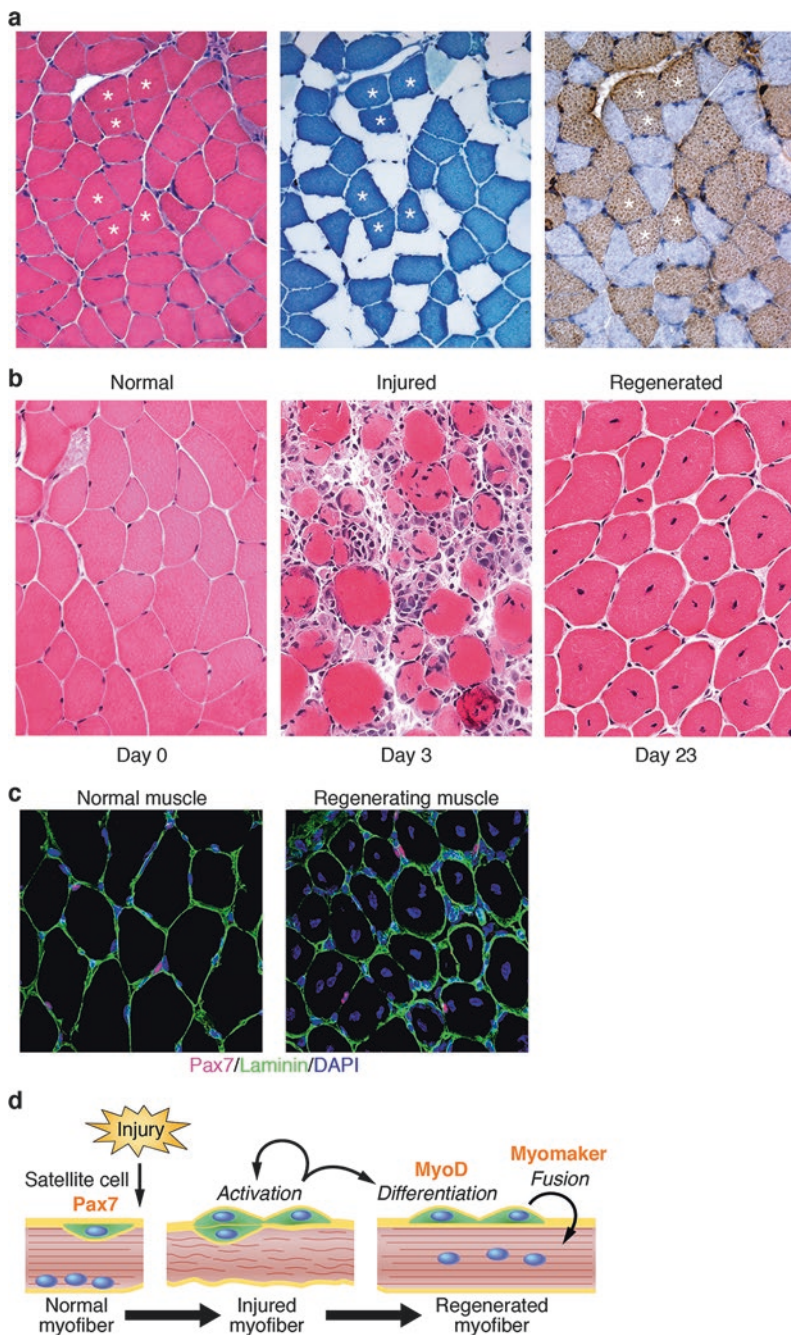 a
b
Normal Injured Regenerated
Day 0 Day 3 Day 23
c
Normal muscle Regenerating muscle
Pax7/Laminin/DAPI
d
Injury
Satellite cell
Pax7
Activation
MyoD
Differentiation
Myomaker
Fusion
Normal
myofiber
Injured
myofiber
Regenerated
myofiber